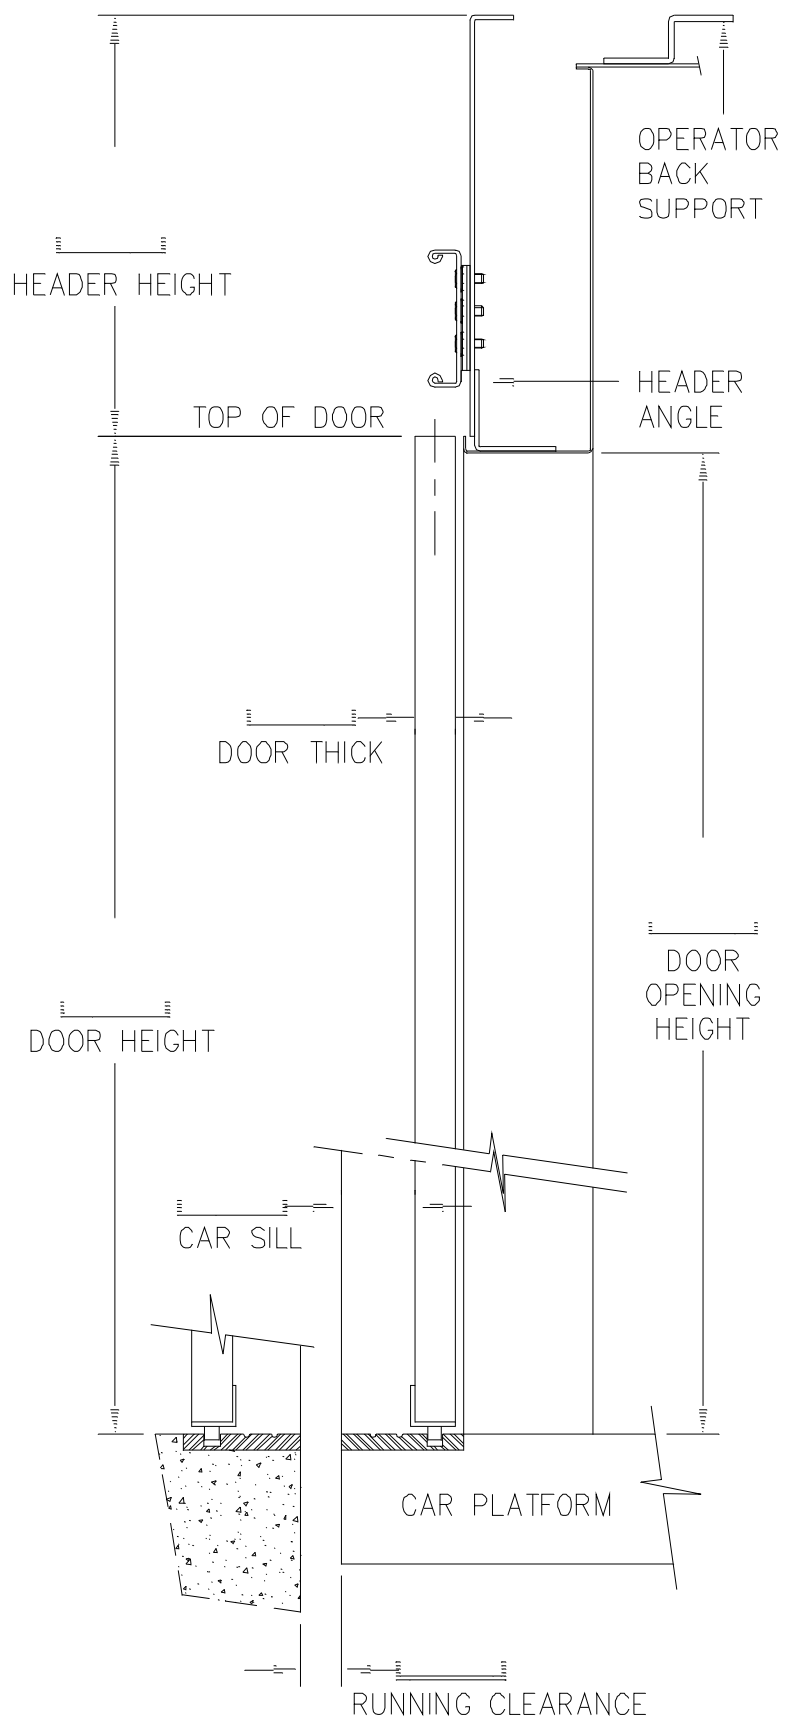 OPERATOR
BACK
SUPPORT
HEADER HEIGHT
HEADER
ANGLE
TOP OF DOOR
DOOR THICK
DOOR
OPENING
HEIGHT
DOOR HEIGHT
CAR SILL
CAR PLATFORM
RUNNING CLEARANCE